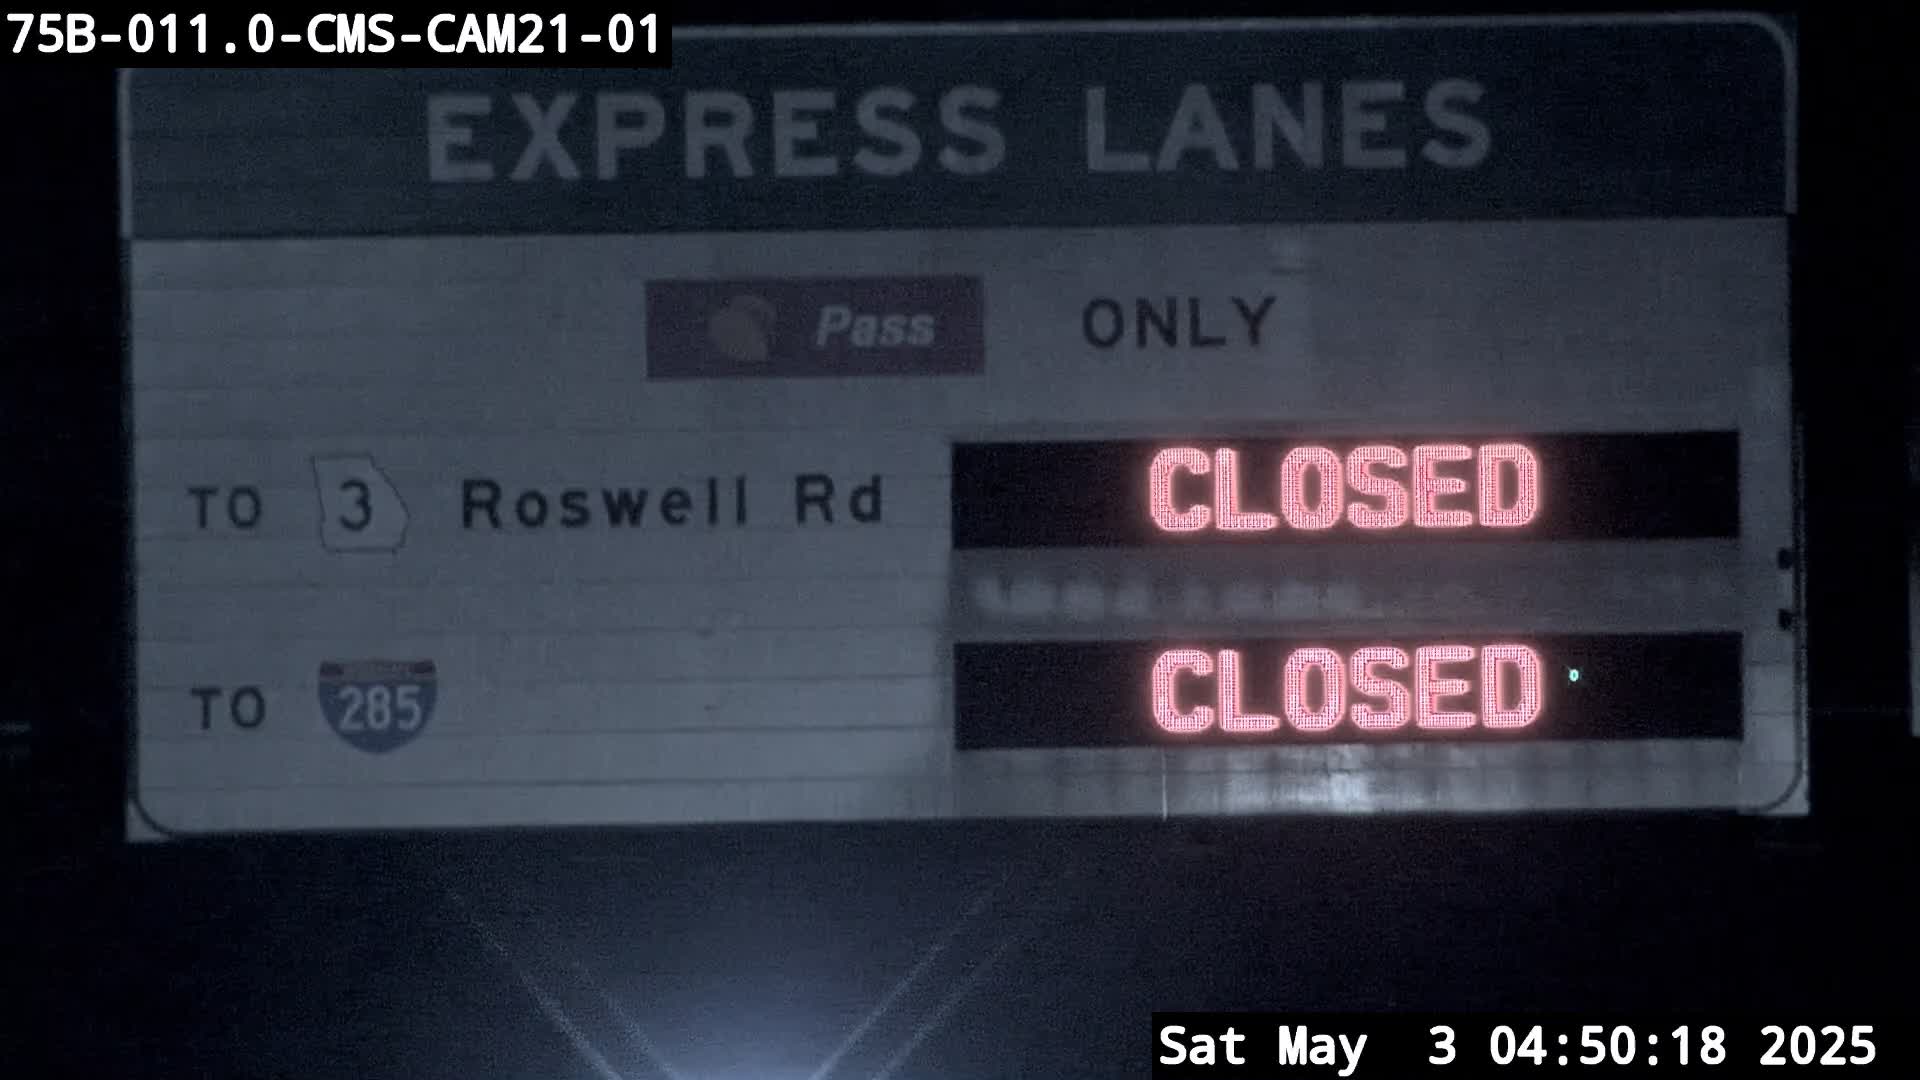 75B-011.0-CMS-CAM21-01
EXPRESS LANES
Pass ONLY
TO 3 Roswell Rd CLOSED
TO 285 CLOSED
Sat May 3 04:50:18 2025